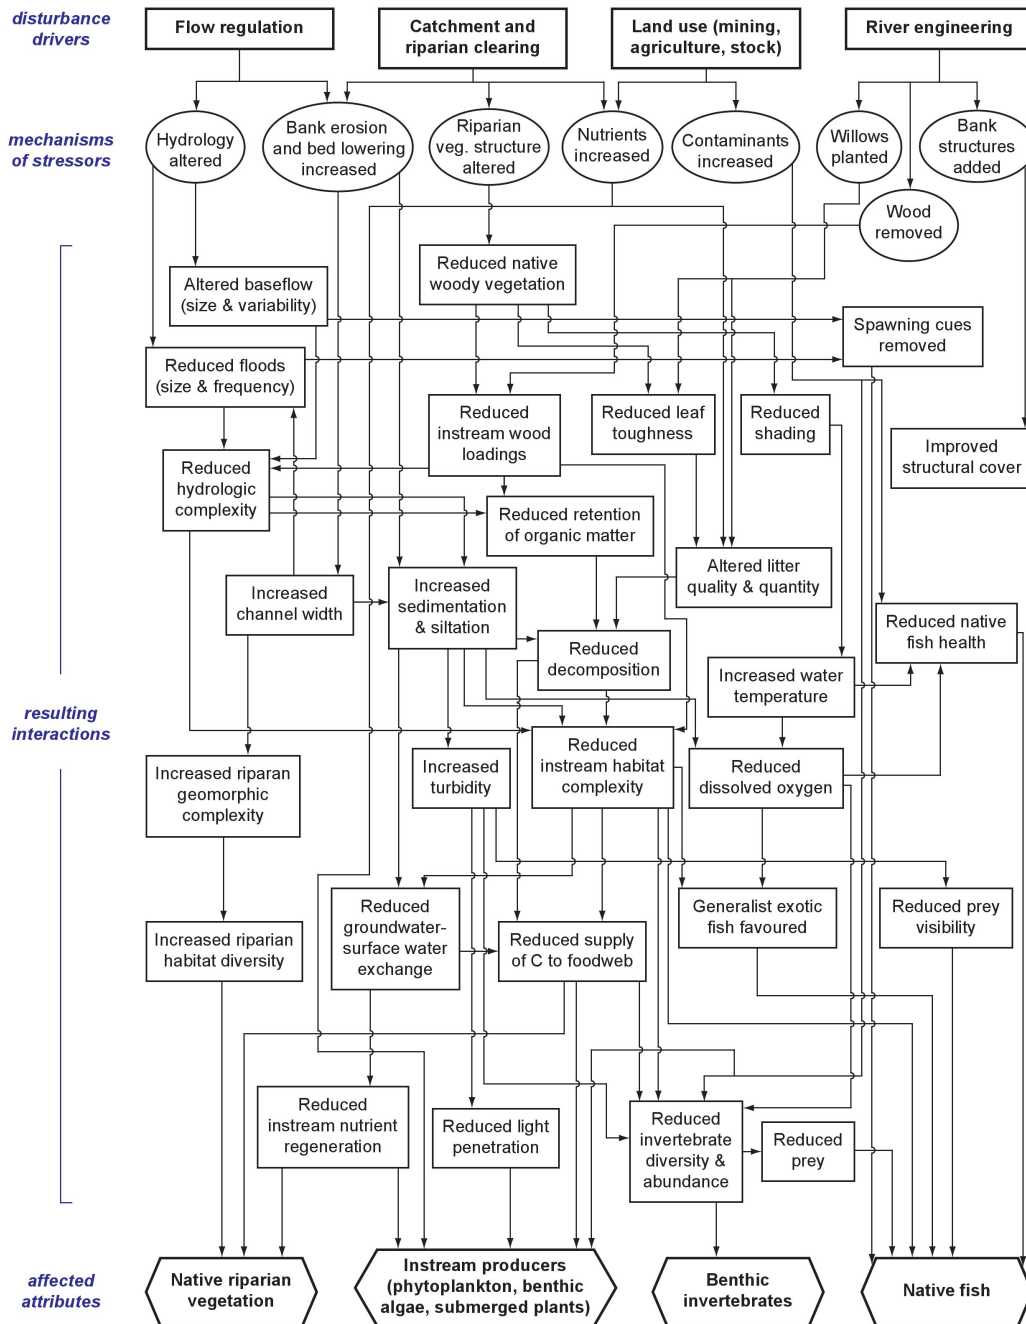 disturbance
drivers
Flow regulation
Catchment and
riparian clearing
Land use (mining,
agriculture, stock)
River engineering
mechanisms
of stressors
Hydrology
altered
Bank erosion
and bed lowering
increased
Riparian
veg. structure
altered
Nutrients
increased
Contaminants
increased
Willows
planted
Bank
structures
added
Wood
removed
Reduced native
woody vegetation
Altered baseflow
(size & variability)
Spawning cues
removed
Reduced floods
(size & frequency)
Reduced
instream wood
loadings
Reduced leaf
toughness
Reduced
shading
Improved
structural cover
Reduced
hydrologic
complexity
Reduced retention
of organic matter
Altered litter
quality & quantity
Increased
channel width
Increased
sedimentation
& siltation
Reduced native
fish health
Reduced
decomposition
Increased water
temperature
resulting
interactions
Increased riparan
geomorphic
complexity
Increased
turbidity
Reduced
instream habitat
complexity
Reduced
dissolved oxygen
Increased riparian
habitat diversity
Reduced
groundwater-
surface water
exchange
Reduced supply
of C to foodweb
Generalist exotic
fish favoured
Reduced prey
visibility
Reduced
instream nutrient
regeneration
Reduced light
penetration
Reduced
invertebrate
diversity &
abundance
Reduced
prey
affected
attributes
Native riparian
vegetation
Instream producers
(phytoplankton, benthic
algae, submerged plants)
Benthic
invertebrates
Native fish